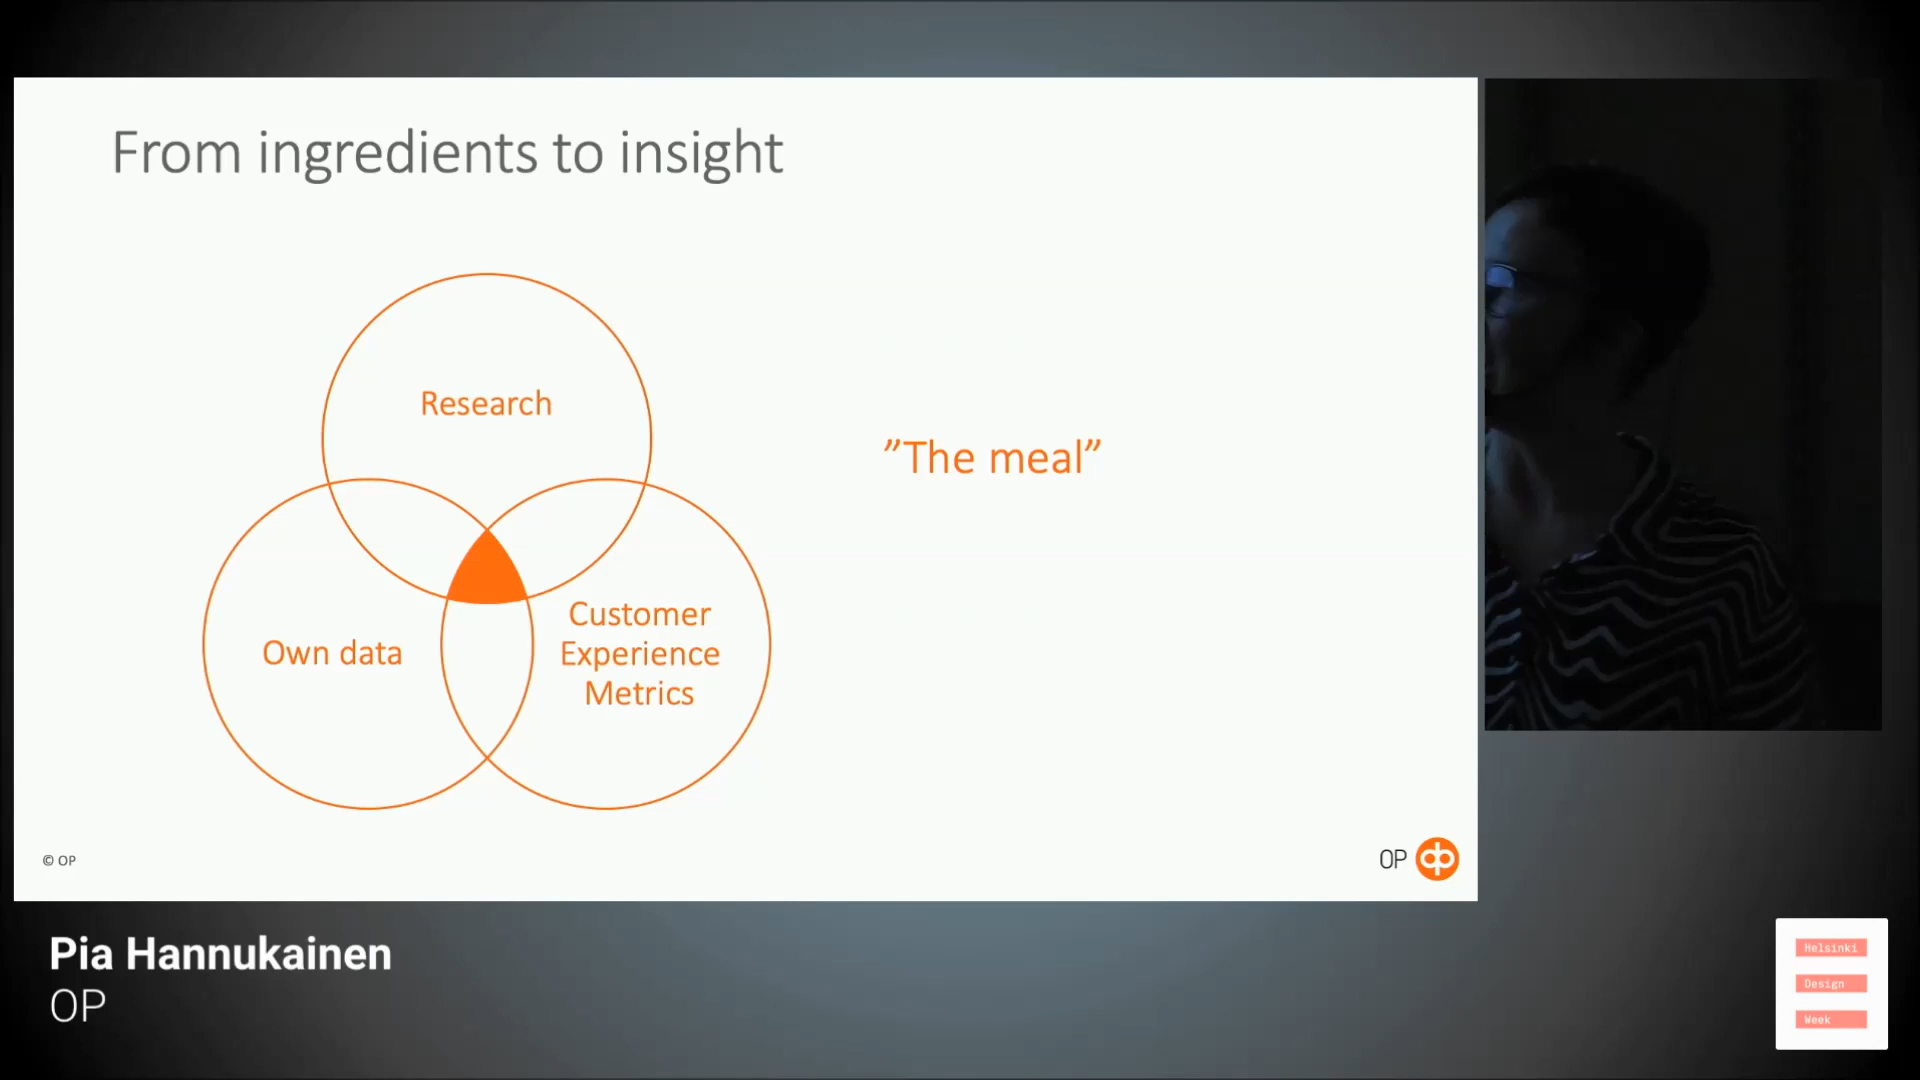 From ingredients to insight
Research
”The meal”
Own data
Customer
Experience
Metrics
© OP
OP
Pia Hannukainen
OP
Helsinki
Design
Week